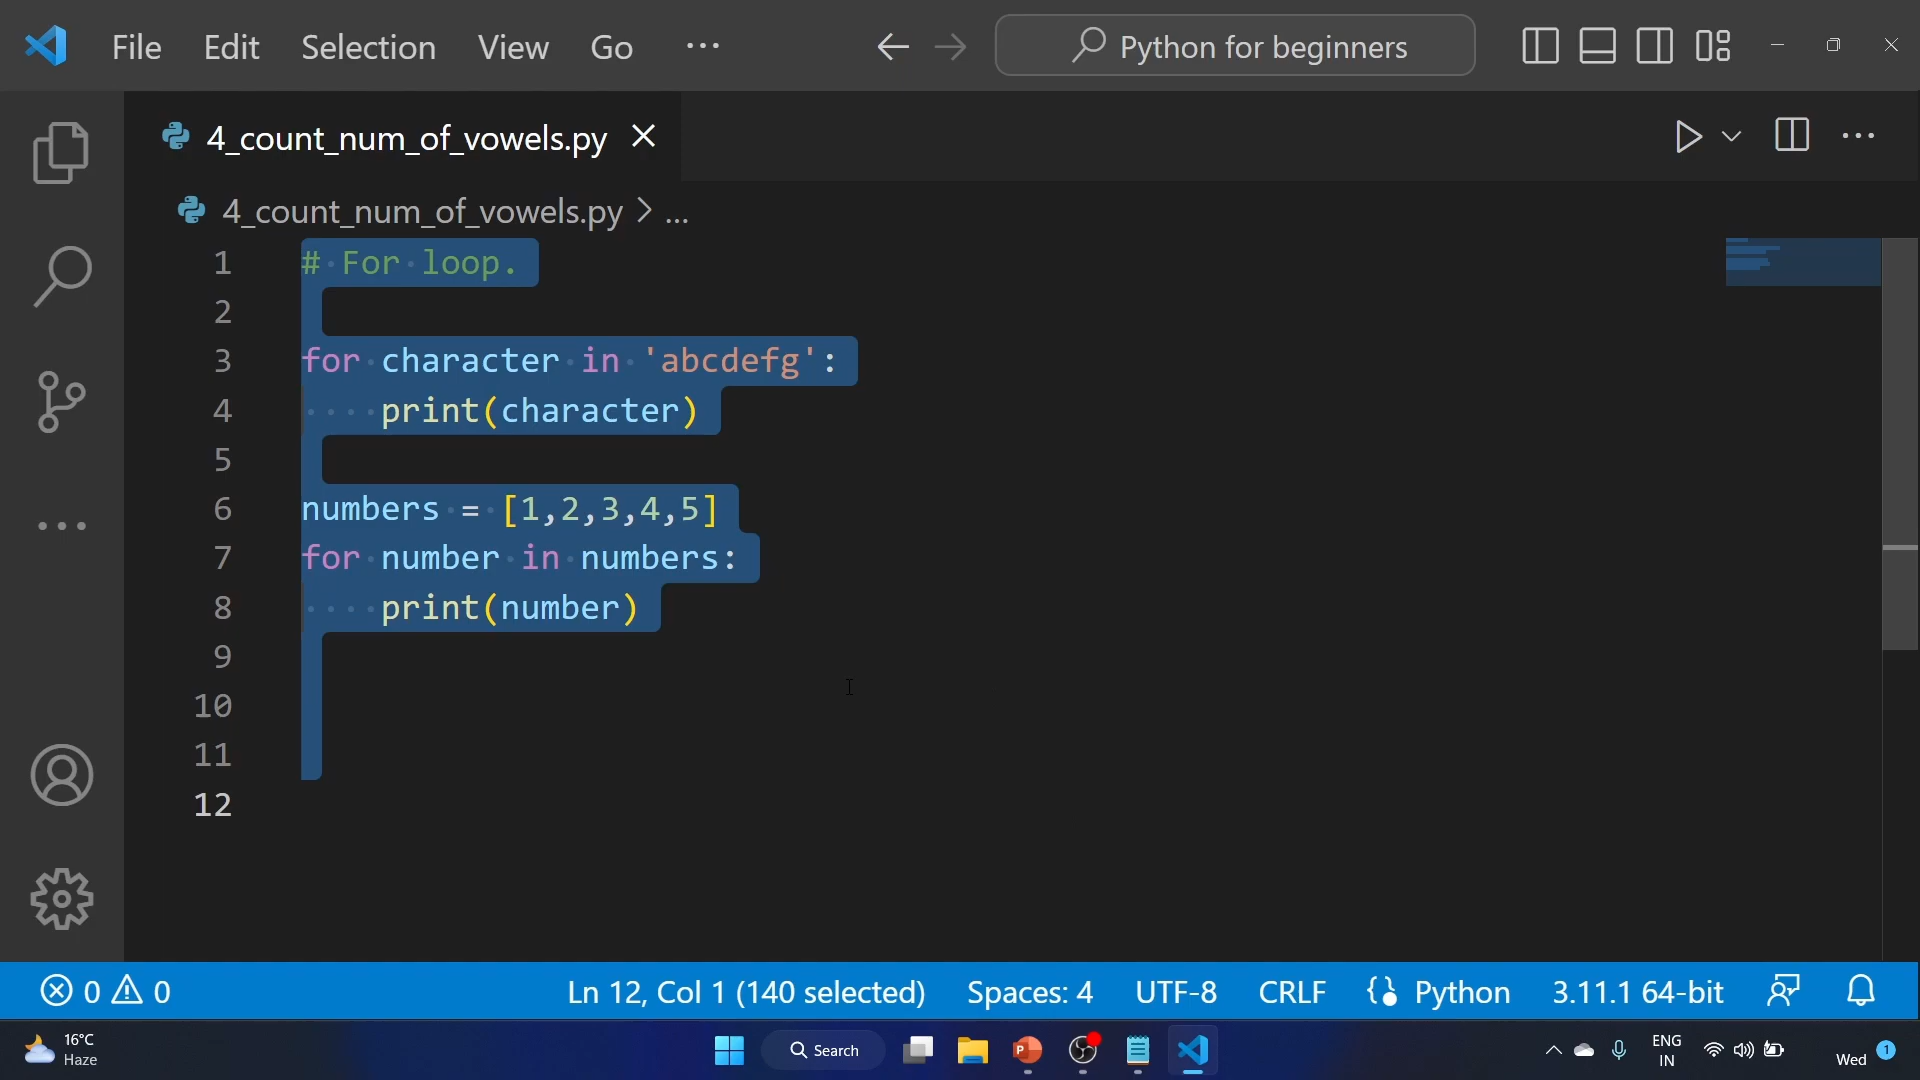 File Edit Selection View Go ... Python for beginners
4_count_num_of_vowels.py
4_count_num_of_vowels.py > ...
1 # For loop.
2
3 for character in 'abcdefg':
4 print(character)
5
6 numbers = [1,2,3,4,5]
7 for number in numbers:
8 print(number)
9
10
11
12
0 0 Ln 12, Col 1 (140 selected) Spaces: 4 UTF-8 CRLF Python 3.11.1 64-bit
16°C
Haze
Search
P
ENG
IN
Wed 1